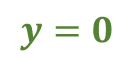 y = 0